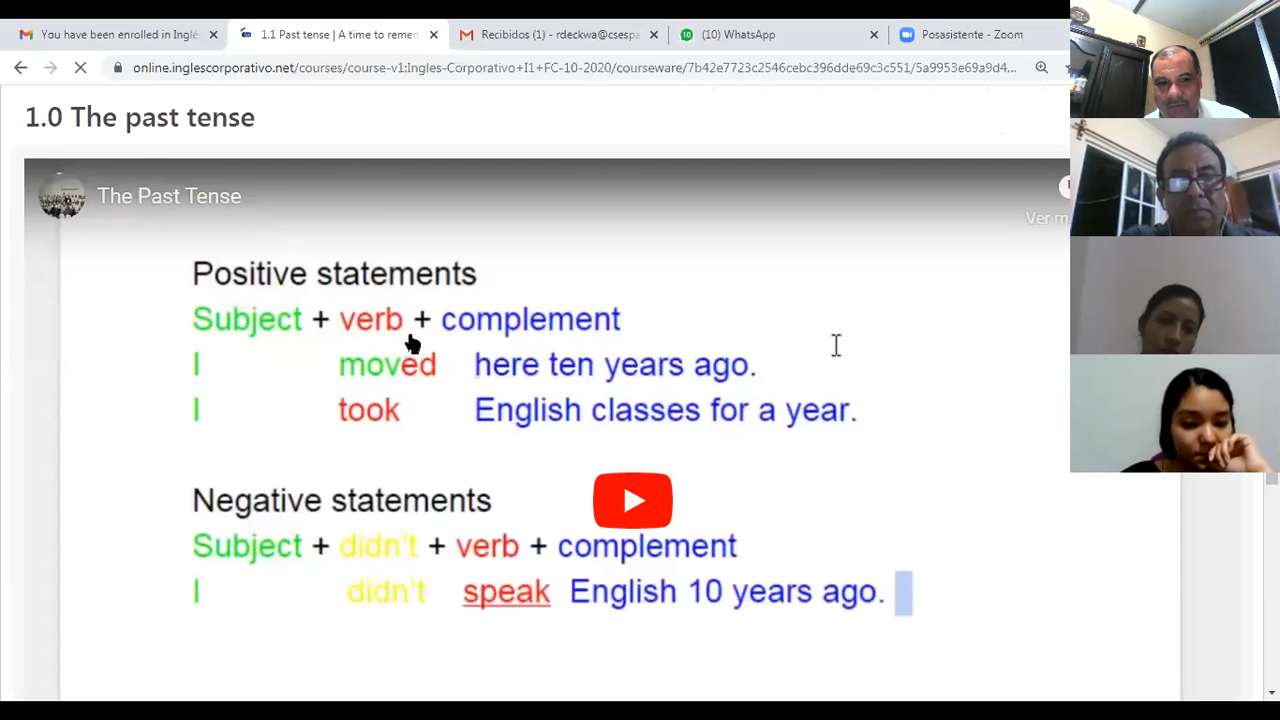 You have been enrolled in Inglé
1.1 Past tense | A time to remem
Recibidos (1) - rdeckwa@csespa
(10) WhatsApp
Posasistente - Zoom
online.inglescorporativo.net/courses/course-v1:Ingles-Corporativo+I1+FC-10-2020/courseware/7b42e7723c2546cebc396dde69c3c551/5a9953e69a9d4...
1.0 The past tense
The Past Tense
Ver m
Positive statements
Subject + verb + complement
I moved here ten years ago.
I took English classes for a year.
Negative statements
Subject + didn't + verb + complement
I didn't speak English 10 years ago.